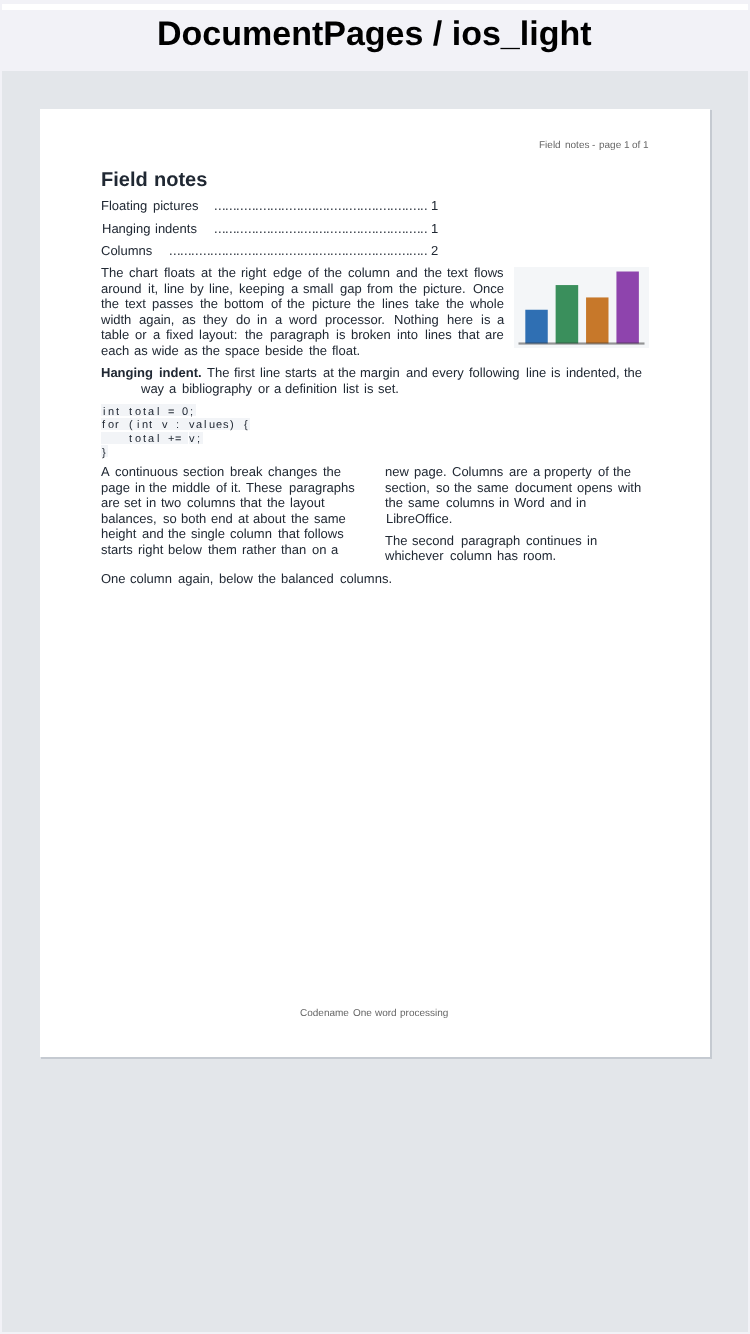 DocumentPages / ios_light
Field notes - page 1 of 1
Field notes
Floating pictures ...................................................... 1
Hanging indents ...................................................... 1
Columns ................................................................. 2
The chart floats at the right edge of the column and the text flows
around it, line by line, keeping a small gap from the picture. Once
the text passes the bottom of the picture the lines take the whole
width again, as they do in a word processor. Nothing here is a
table or a fixed layout: the paragraph is broken into lines that are
each as wide as the space beside the float.
Hanging indent. The first line starts at the margin and every following line is indented, the
way a bibliography or a definition list is set.
int total = 0;
for (int v : values) {
    total += v;
}
A continuous section break changes the
page in the middle of it. These paragraphs
are set in two columns that the layout
balances, so both end at about the same
height and the single column that follows
starts right below them rather than on a
new page. Columns are a property of the
section, so the same document opens with
the same columns in Word and in
LibreOffice.
The second paragraph continues in
whichever column has room.
One column again, below the balanced columns.
Codename One word processing